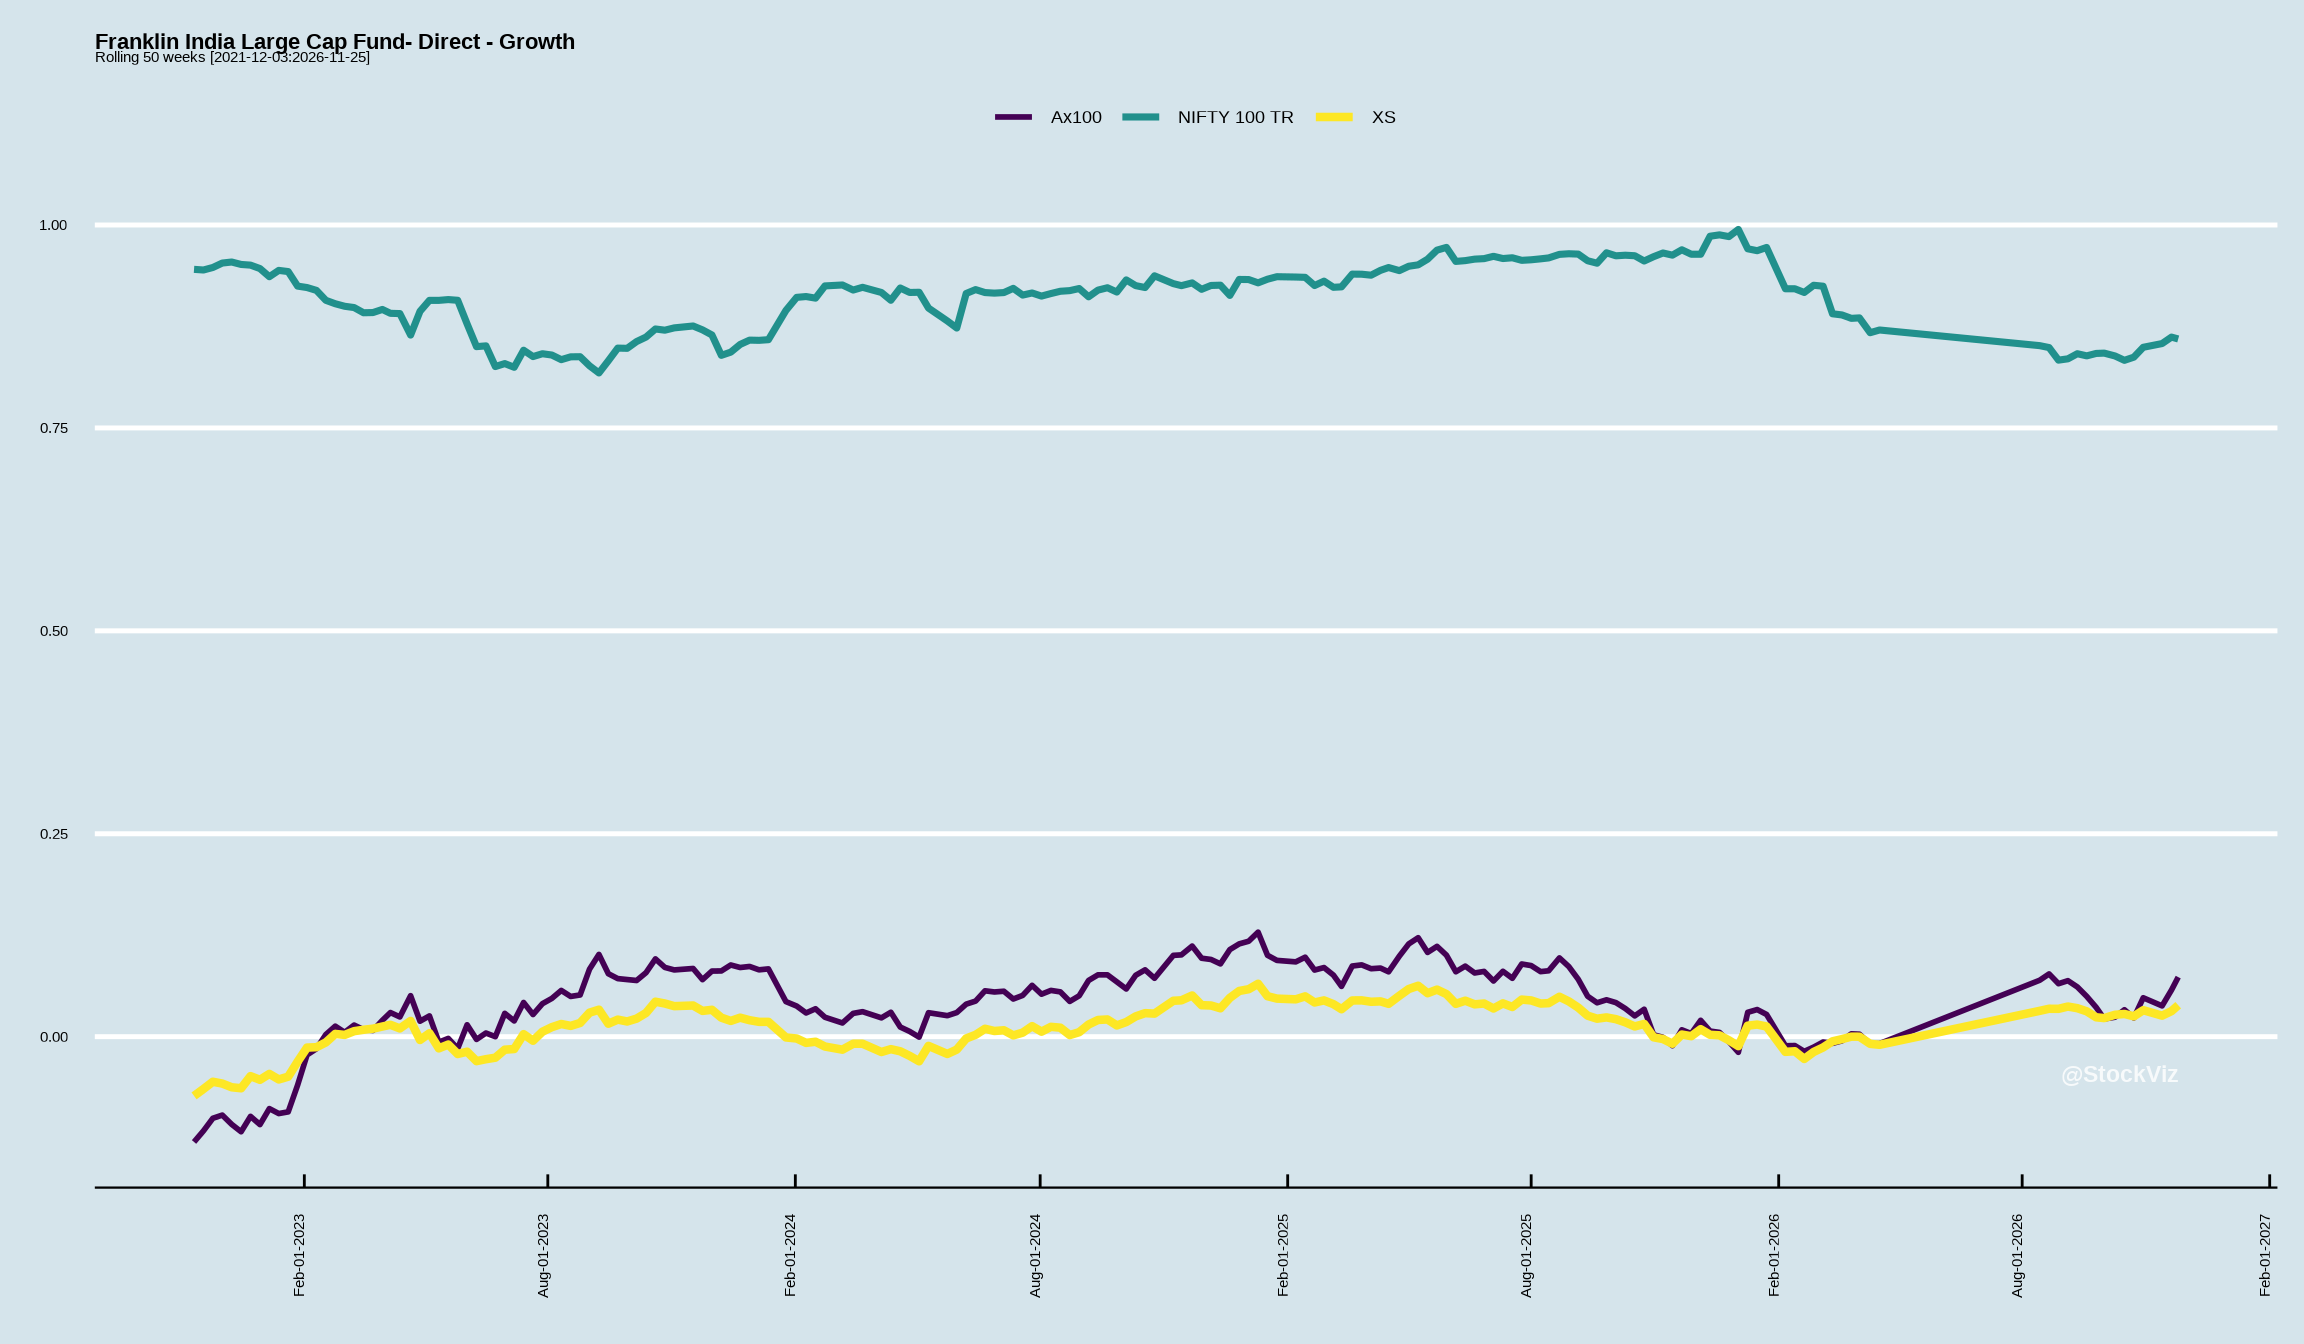 Franklin India Large Cap Fund- Direct - Growth
Rolling 50 weeks [2021-12-03:2026-11-25]
Ax100 NIFTY 100 TR XS
1.00
0.75
0.50
0.25
0.00
@StockViz
Feb-01-2023
Aug-01-2023
Feb-01-2024
Aug-01-2024
Feb-01-2025
Aug-01-2025
Feb-01-2026
Aug-01-2026
Feb-01-2027